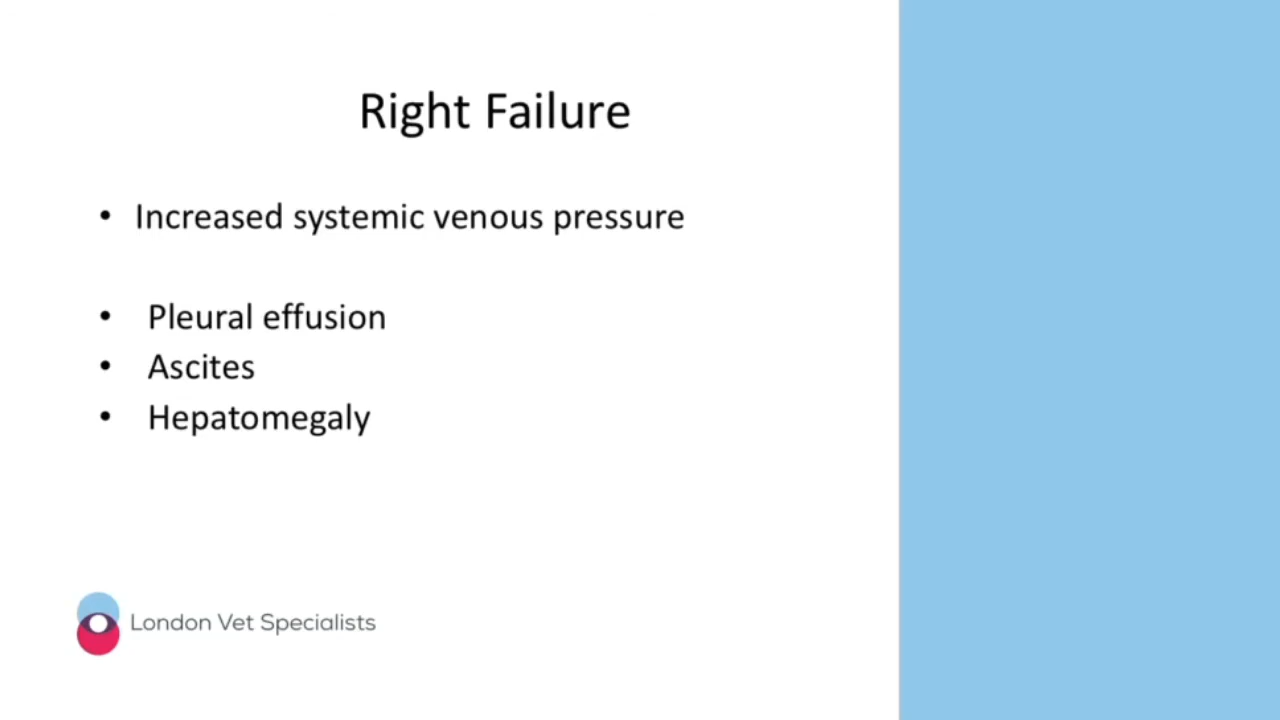 Right Failure
• Increased systemic venous pressure
• Pleural effusion
• Ascites
• Hepatomegaly
London Vet Specialists